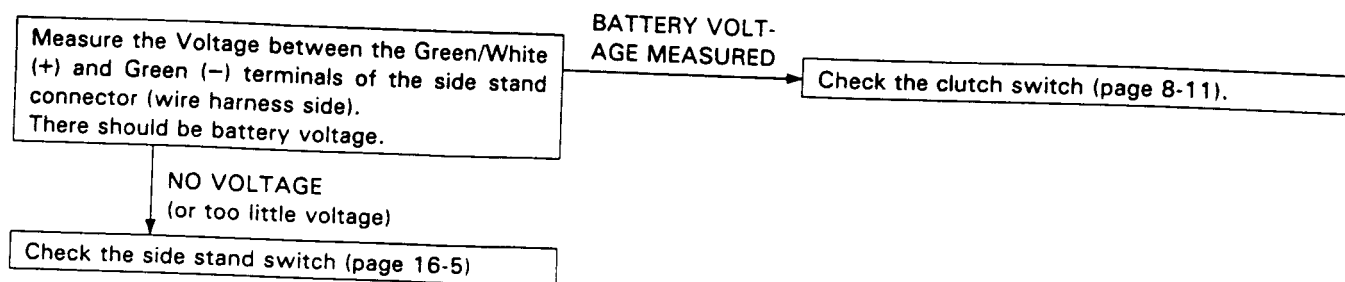 Measure the Voltage between the Green/White
(+) and Green (−) terminals of the side stand
connector (wire harness side).
There should be battery voltage.
BATTERY VOLT-
AGE MEASURED
Check the clutch switch (page 8-11).
NO VOLTAGE
(or too little voltage)
Check the side stand switch (page 16-5)